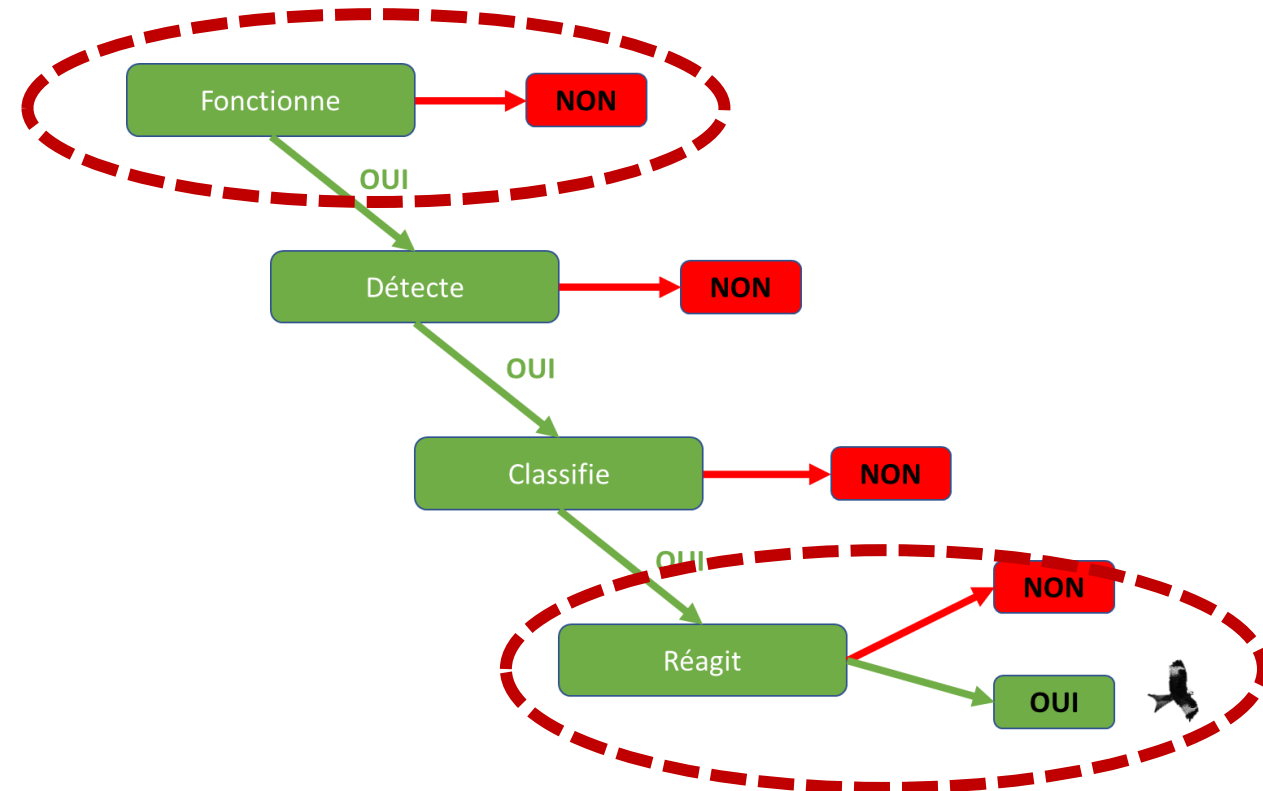 Fonctionne
NON
OUI
Détecte
NON
OUI
Classifie
NON
OUI
NON
Réagit
OUI